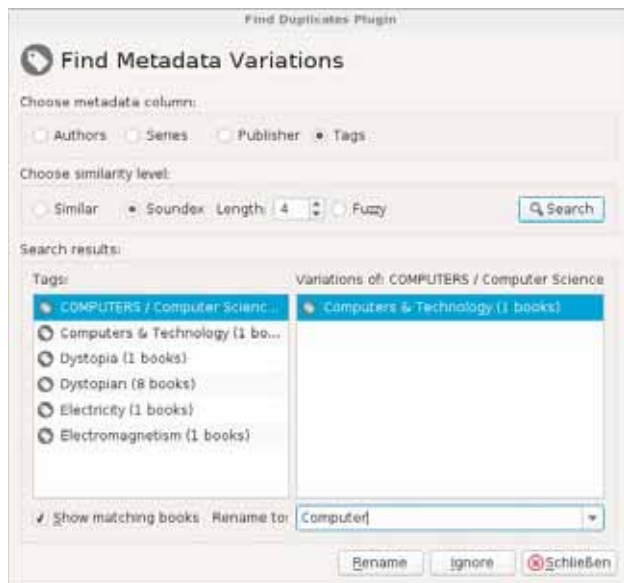 Find Duplicates Plugin
Find Metadata Variations
Choose metadata column:
Authors Series Publisher Tags
Choose similarity level:
Similar Soundex Length: 4 Fuzzy Search
Search results:
Tags: Variations of: COMPUTERS / Computer Science
COMPUTERS / Computer Scienc... Computers & Technology (1 books)
Computers & Technology (1 bo...
Dystopia (1 books)
Dystopian (8 books)
Electricity (1 books)
Electromagnetism (1 books)
Show matching books Rename to: Computer
Rename Ignore Schließen